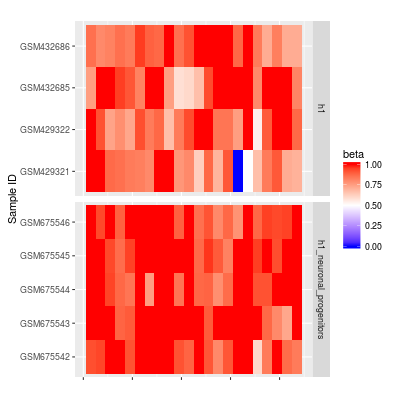 GSM432686
GSM432685
GSM429322
GSM429321
h1
GSM675546
GSM675545
GSM675544
GSM675543
GSM675542
h1_neuronal_progenitors
Sample ID
beta
1.00
0.75
0.50
0.25
0.00